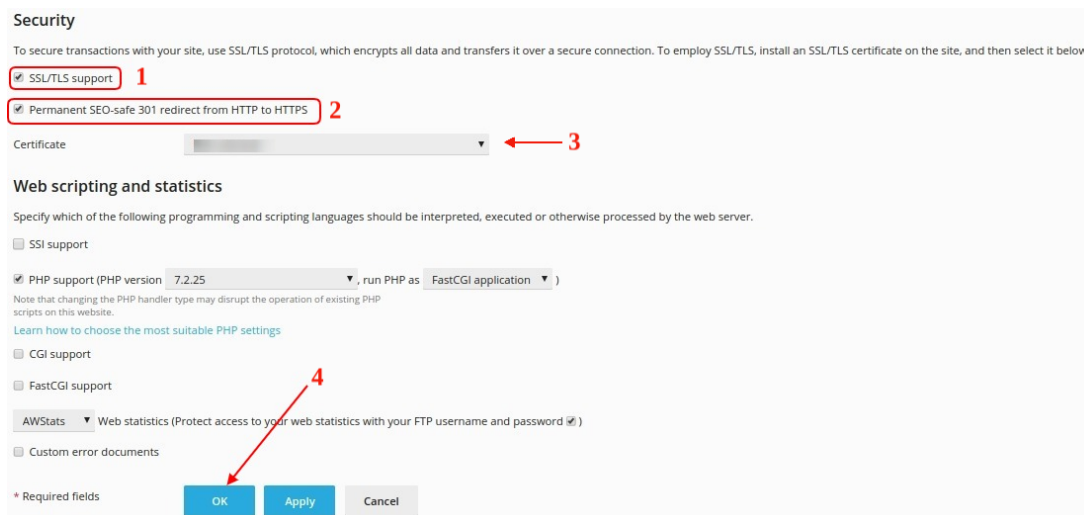 Security
To secure transactions with your site, use SSL/TLS protocol, which encrypts all data and transfers it over a secure connection. To employ SSL/TLS, install an SSL/TLS certificate on the site, and then select it below
SSL/TLS support 1
Permanent SEO-safe 301 redirect from HTTP to HTTPS 2
Certificate 3
Web scripting and statistics
Specify which of the following programming and scripting languages should be interpreted, executed or otherwise processed by the web server.
SSI support
PHP support (PHP version 7.2.25 , run PHP as FastCGI application )
Note that changing the PHP handler type may disrupt the operation of existing PHP
scripts on this website.
Learn how to choose the most suitable PHP settings
CGI support
4
FastCGI support
AWStats Web statistics (Protect access to your web statistics with your FTP username and password )
Custom error documents
* Required fields OK Apply Cancel